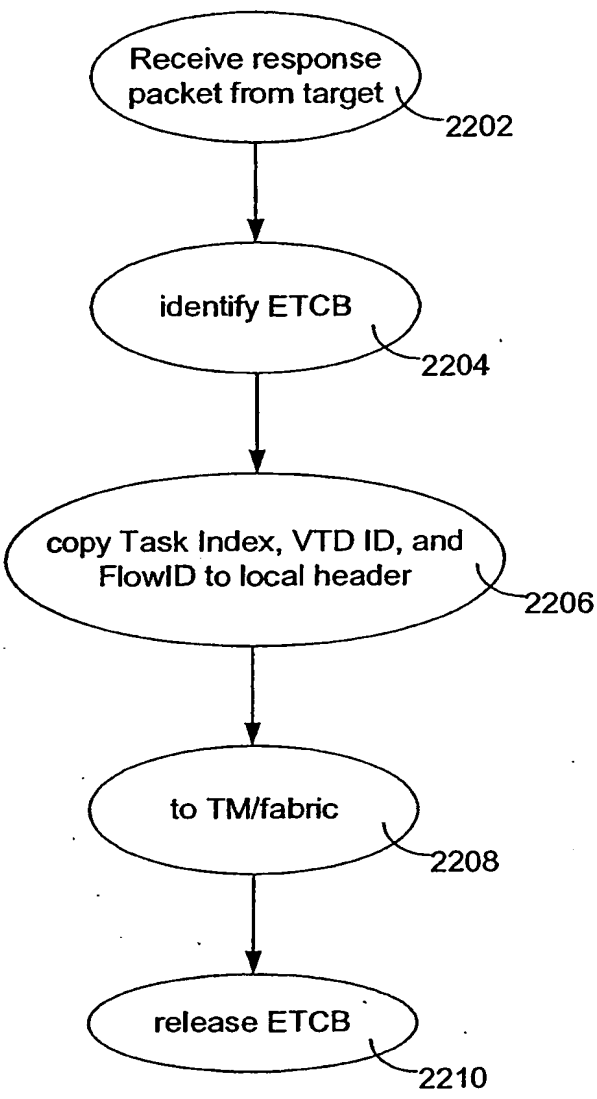 Receive response
packet from target
2202
identify ETCB
2204
copy Task Index, VTD ID, and
FlowID to local header
2206
to TM/fabric
2208
release ETCB
2210